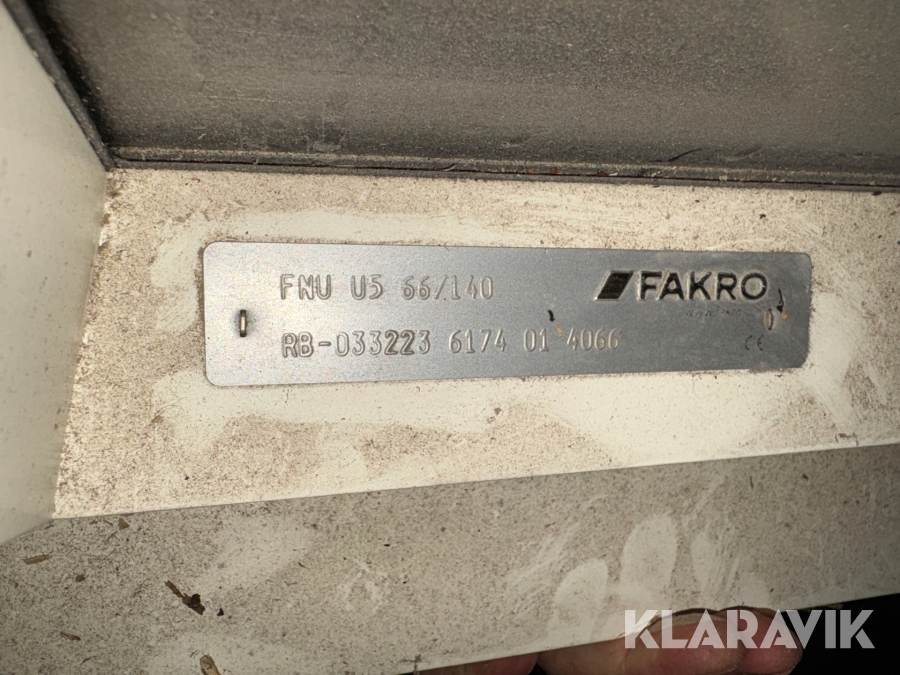 FNU U5 66/140
FAKRO
RB-033223 6174 01 4066
CE
KLARAVIK